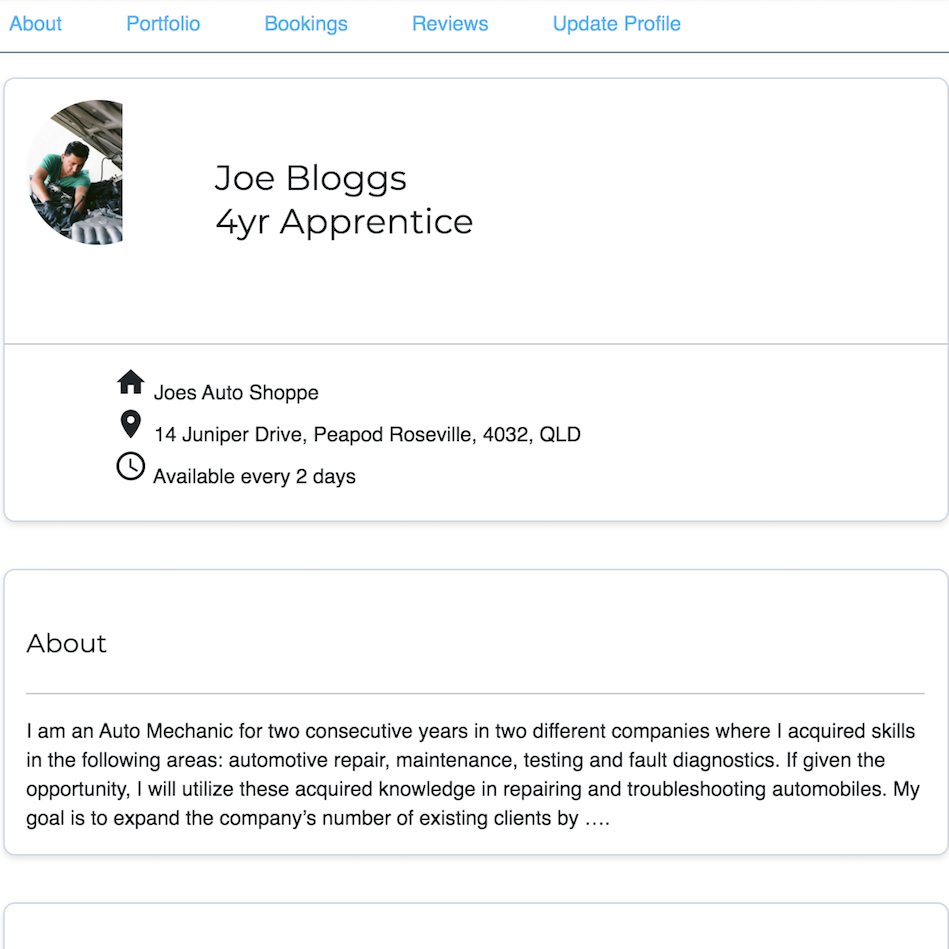 About Portfolio Bookings Reviews Update Profile
Joe Bloggs
4yr Apprentice
Joes Auto Shoppe
14 Juniper Drive, Peapod Roseville, 4032, QLD
Available every 2 days
About
I am an Auto Mechanic for two consecutive years in two different companies where I acquired skills
in the following areas: automotive repair, maintenance, testing and fault diagnostics. If given the
opportunity, I will utilize these acquired knowledge in repairing and troubleshooting automobiles. My
goal is to expand the company’s number of existing clients by ….